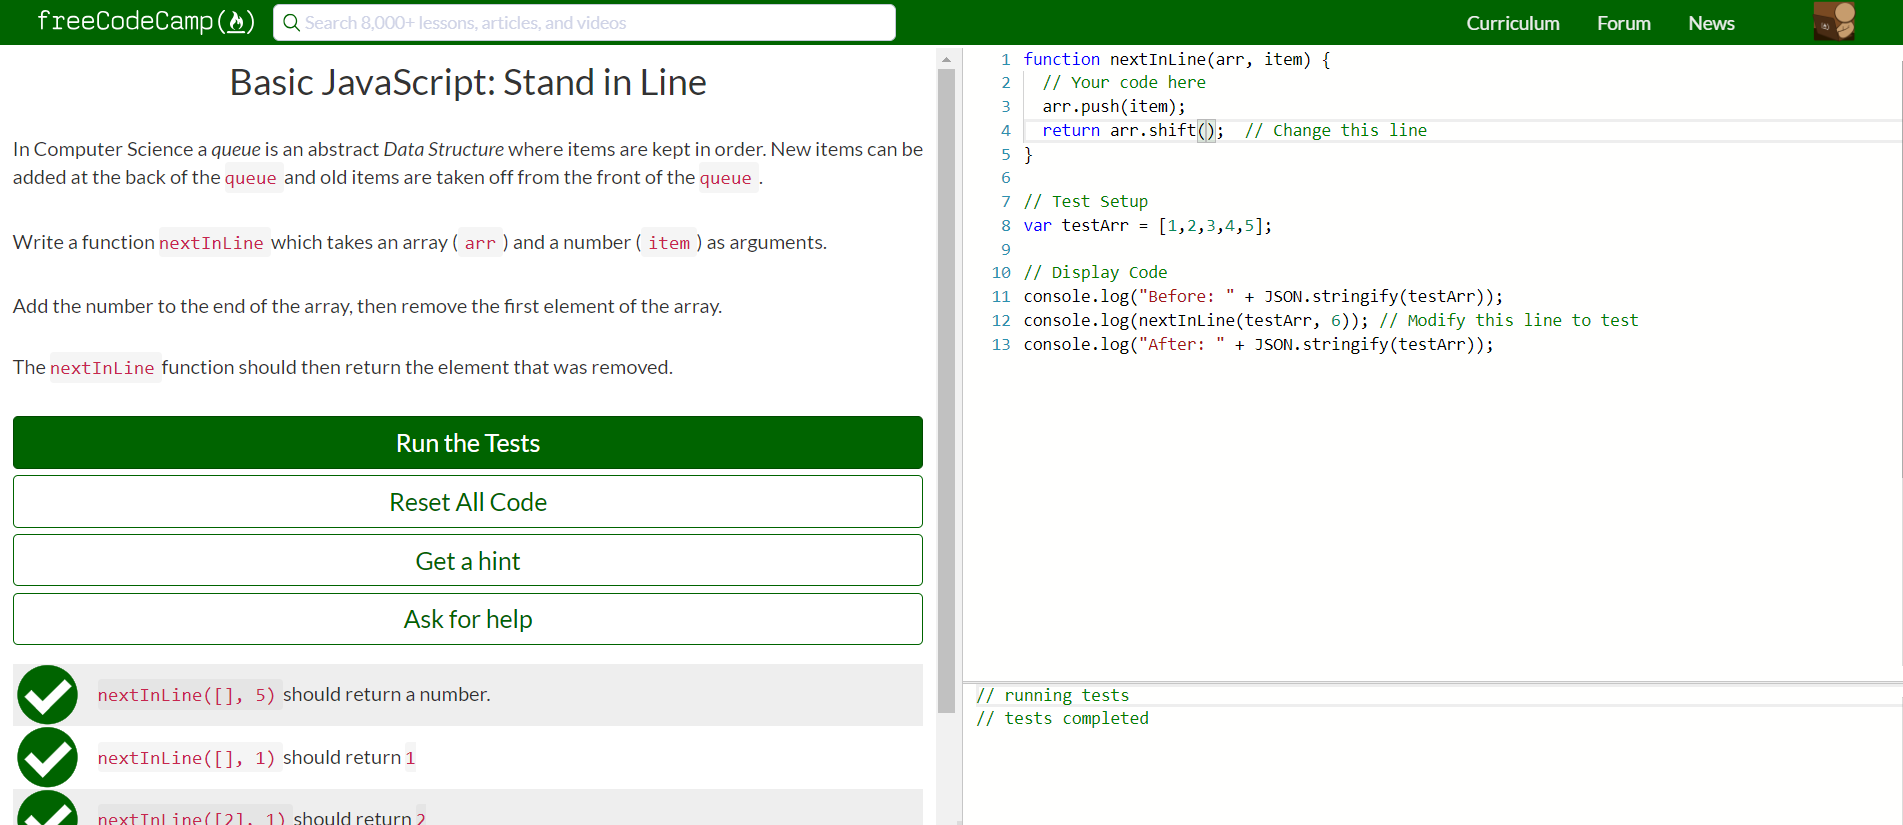 freeCodeCamp(🔥)
Search 8,000+ lessons, articles, and videos
Curriculum
Forum
News
Basic JavaScript: Stand in Line
In Computer Science a queue is an abstract Data Structure where items are kept in order. New items can be
added at the back of the queue and old items are taken off from the front of the queue .
Write a function nextInLine which takes an array ( arr ) and a number ( item ) as arguments.
Add the number to the end of the array, then remove the first element of the array.
The nextInLine function should then return the element that was removed.
Run the Tests
Reset All Code
Get a hint
Ask for help
nextInLine([], 5) should return a number.
nextInLine([], 1) should return 1
nextInLine([2], 1) should return 2
1 function nextInLine(arr, item) {
2 // Your code here
3 arr.push(item);
4 return arr.shift(); // Change this line
5 }
6
7 // Test Setup
8 var testArr = [1,2,3,4,5];
9
10 // Display Code
11 console.log("Before: " + JSON.stringify(testArr));
12 console.log(nextInLine(testArr, 6)); // Modify this line to test
13 console.log("After: " + JSON.stringify(testArr));
// running tests
// tests completed